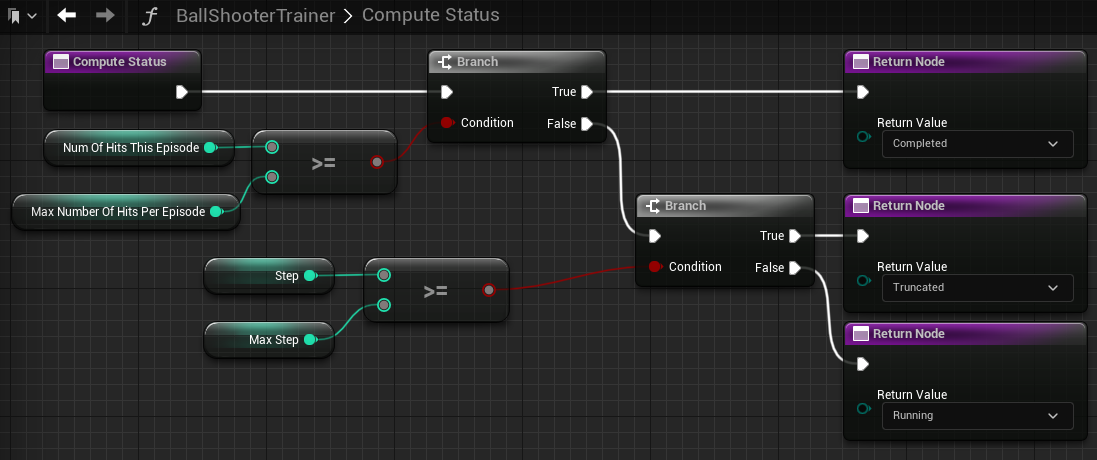 BallShooterTrainer > Compute Status
Compute Status
Branch
True
Condition
False
Return Node
Return Value
Completed
Num Of Hits This Episode
>=
Max Number Of Hits Per Episode
Branch
True
Condition
False
Return Node
Return Value
Truncated
Step
>=
Max Step
Return Node
Return Value
Running